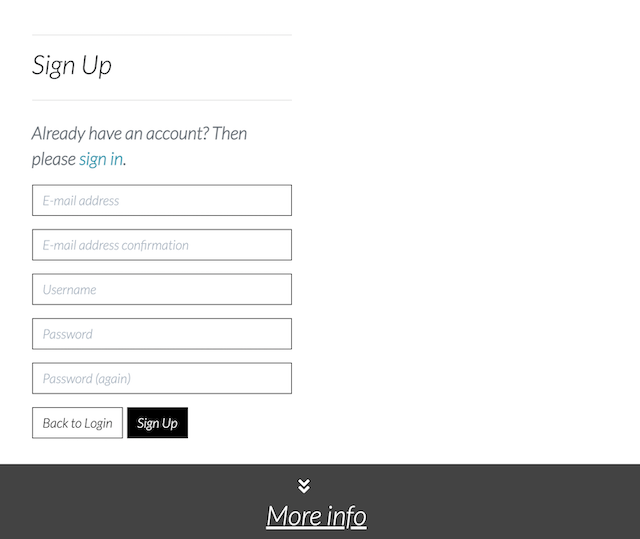 Sign Up
Already have an account? Then
please sign in.
E-mail address
E-mail address confirmation
Username
Password
Password (again)
Back to Login Sign Up
More info